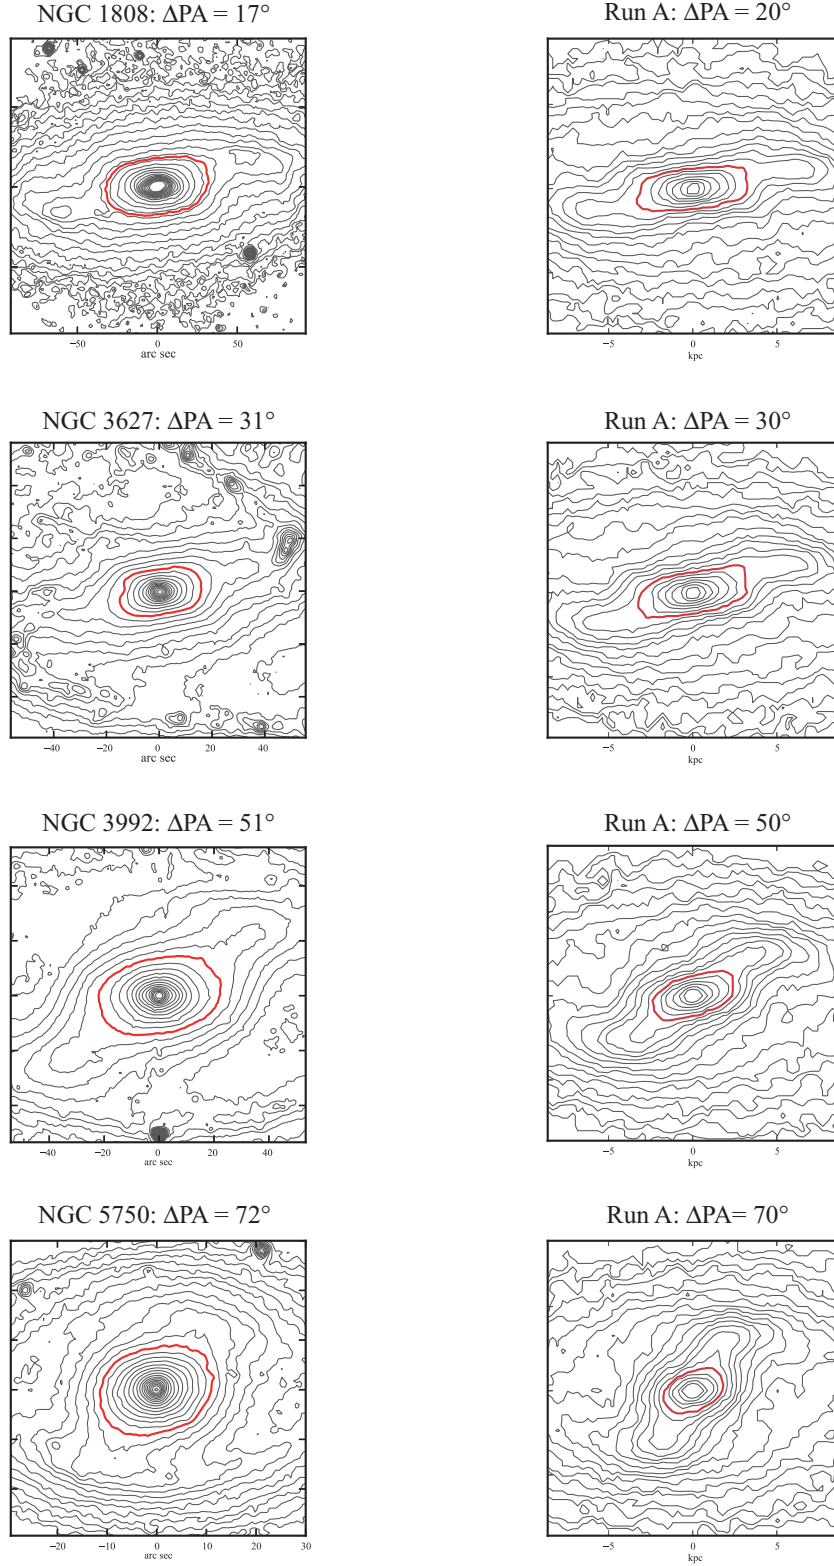 NGC 1808: ΔPA = 17°
Run A: ΔPA = 20°
−50 0 50
arc sec
−5 0 5
kpc
NGC 3627: ΔPA = 31°
Run A: ΔPA = 30°
−40 −20 0 20 40
arc sec
−5 0 5
kpc
NGC 3992: ΔPA = 51°
Run A: ΔPA = 50°
−40 −20 0 20 40
arc sec
−5 0 5
kpc
NGC 5750: ΔPA = 72°
Run A: ΔPA= 70°
−20 −10 0 10 20 30
arc sec
−5 0 5
kpc